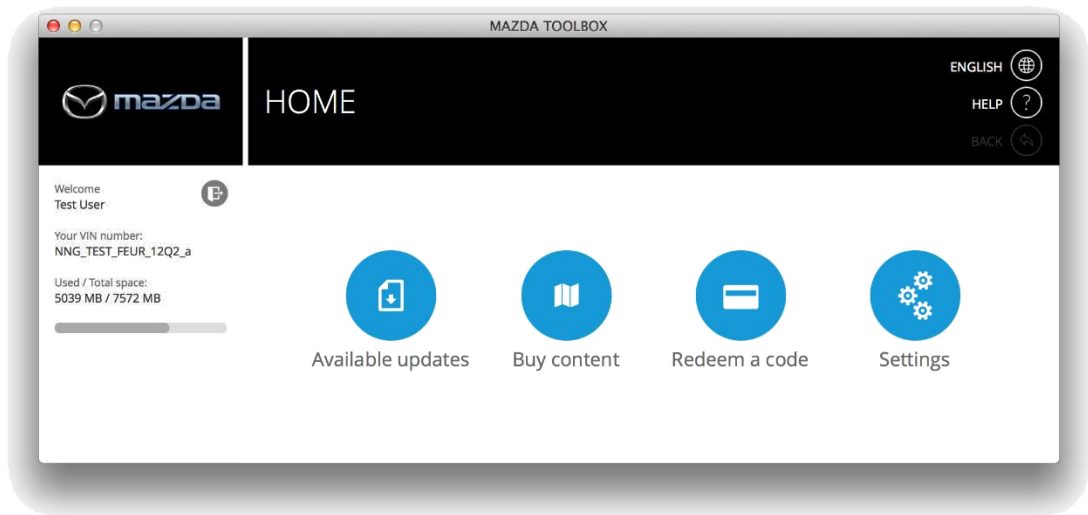 MAZDA TOOLBOX
mazda
HOME
ENGLISH
HELP
?
BACK
Welcome
Test User
Your VIN number:
NNG_TEST_FEUR_12Q2_a
Used / Total space:
5039 MB / 7572 MB
Available updates
Buy content
Redeem a code
Settings